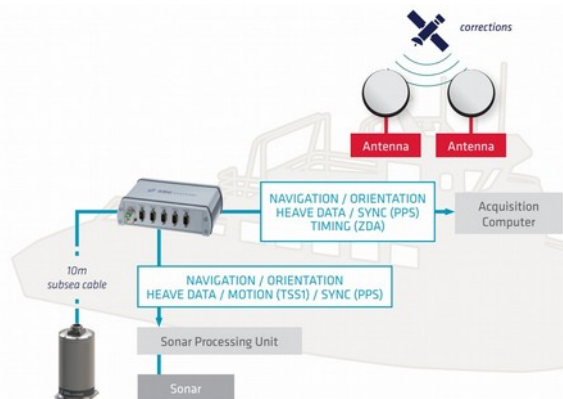 corrections
Antenna
Antenna
NAVIGATION / ORIENTATION
HEAVE DATA / SYNC (PPS)
TIMING (ZDA)
Acquisition
Computer
10m
subsea cable
NAVIGATION / ORIENTATION
HEAVE DATA / MOTION (TSS1) / SYNC (PPS)
Sonar Processing Unit
Sonar